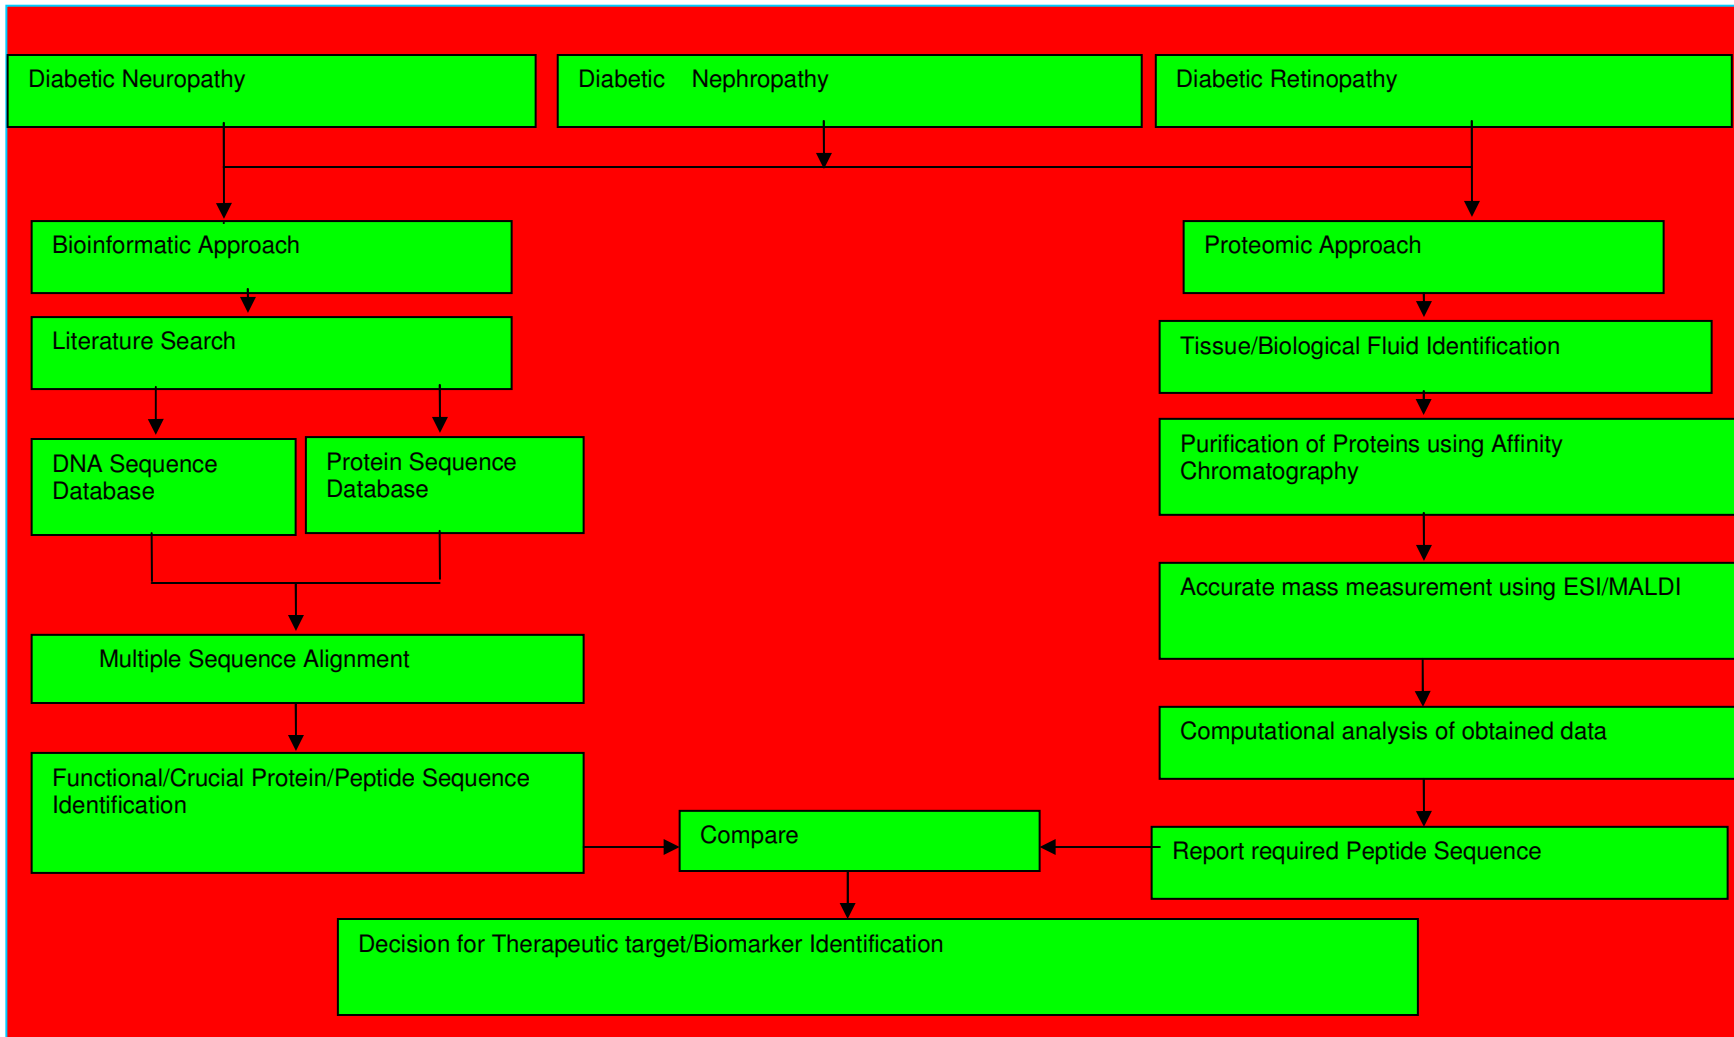 Diabetic Neuropathy
Diabetic Nephropathy
Diabetic Retinopathy
Bioinformatic Approach
Proteomic Approach
Literature Search
Tissue/Biological Fluid Identification
DNA Sequence
Database
Protein Sequence
Database
Purification of Proteins using Affinity
Chromatography
Accurate mass measurement using ESI/MALDI
Multiple Sequence Alignment
Computational analysis of obtained data
Functional/Crucial Protein/Peptide Sequence
Identification
Compare
Report required Peptide Sequence
Decision for Therapeutic target/Biomarker Identification